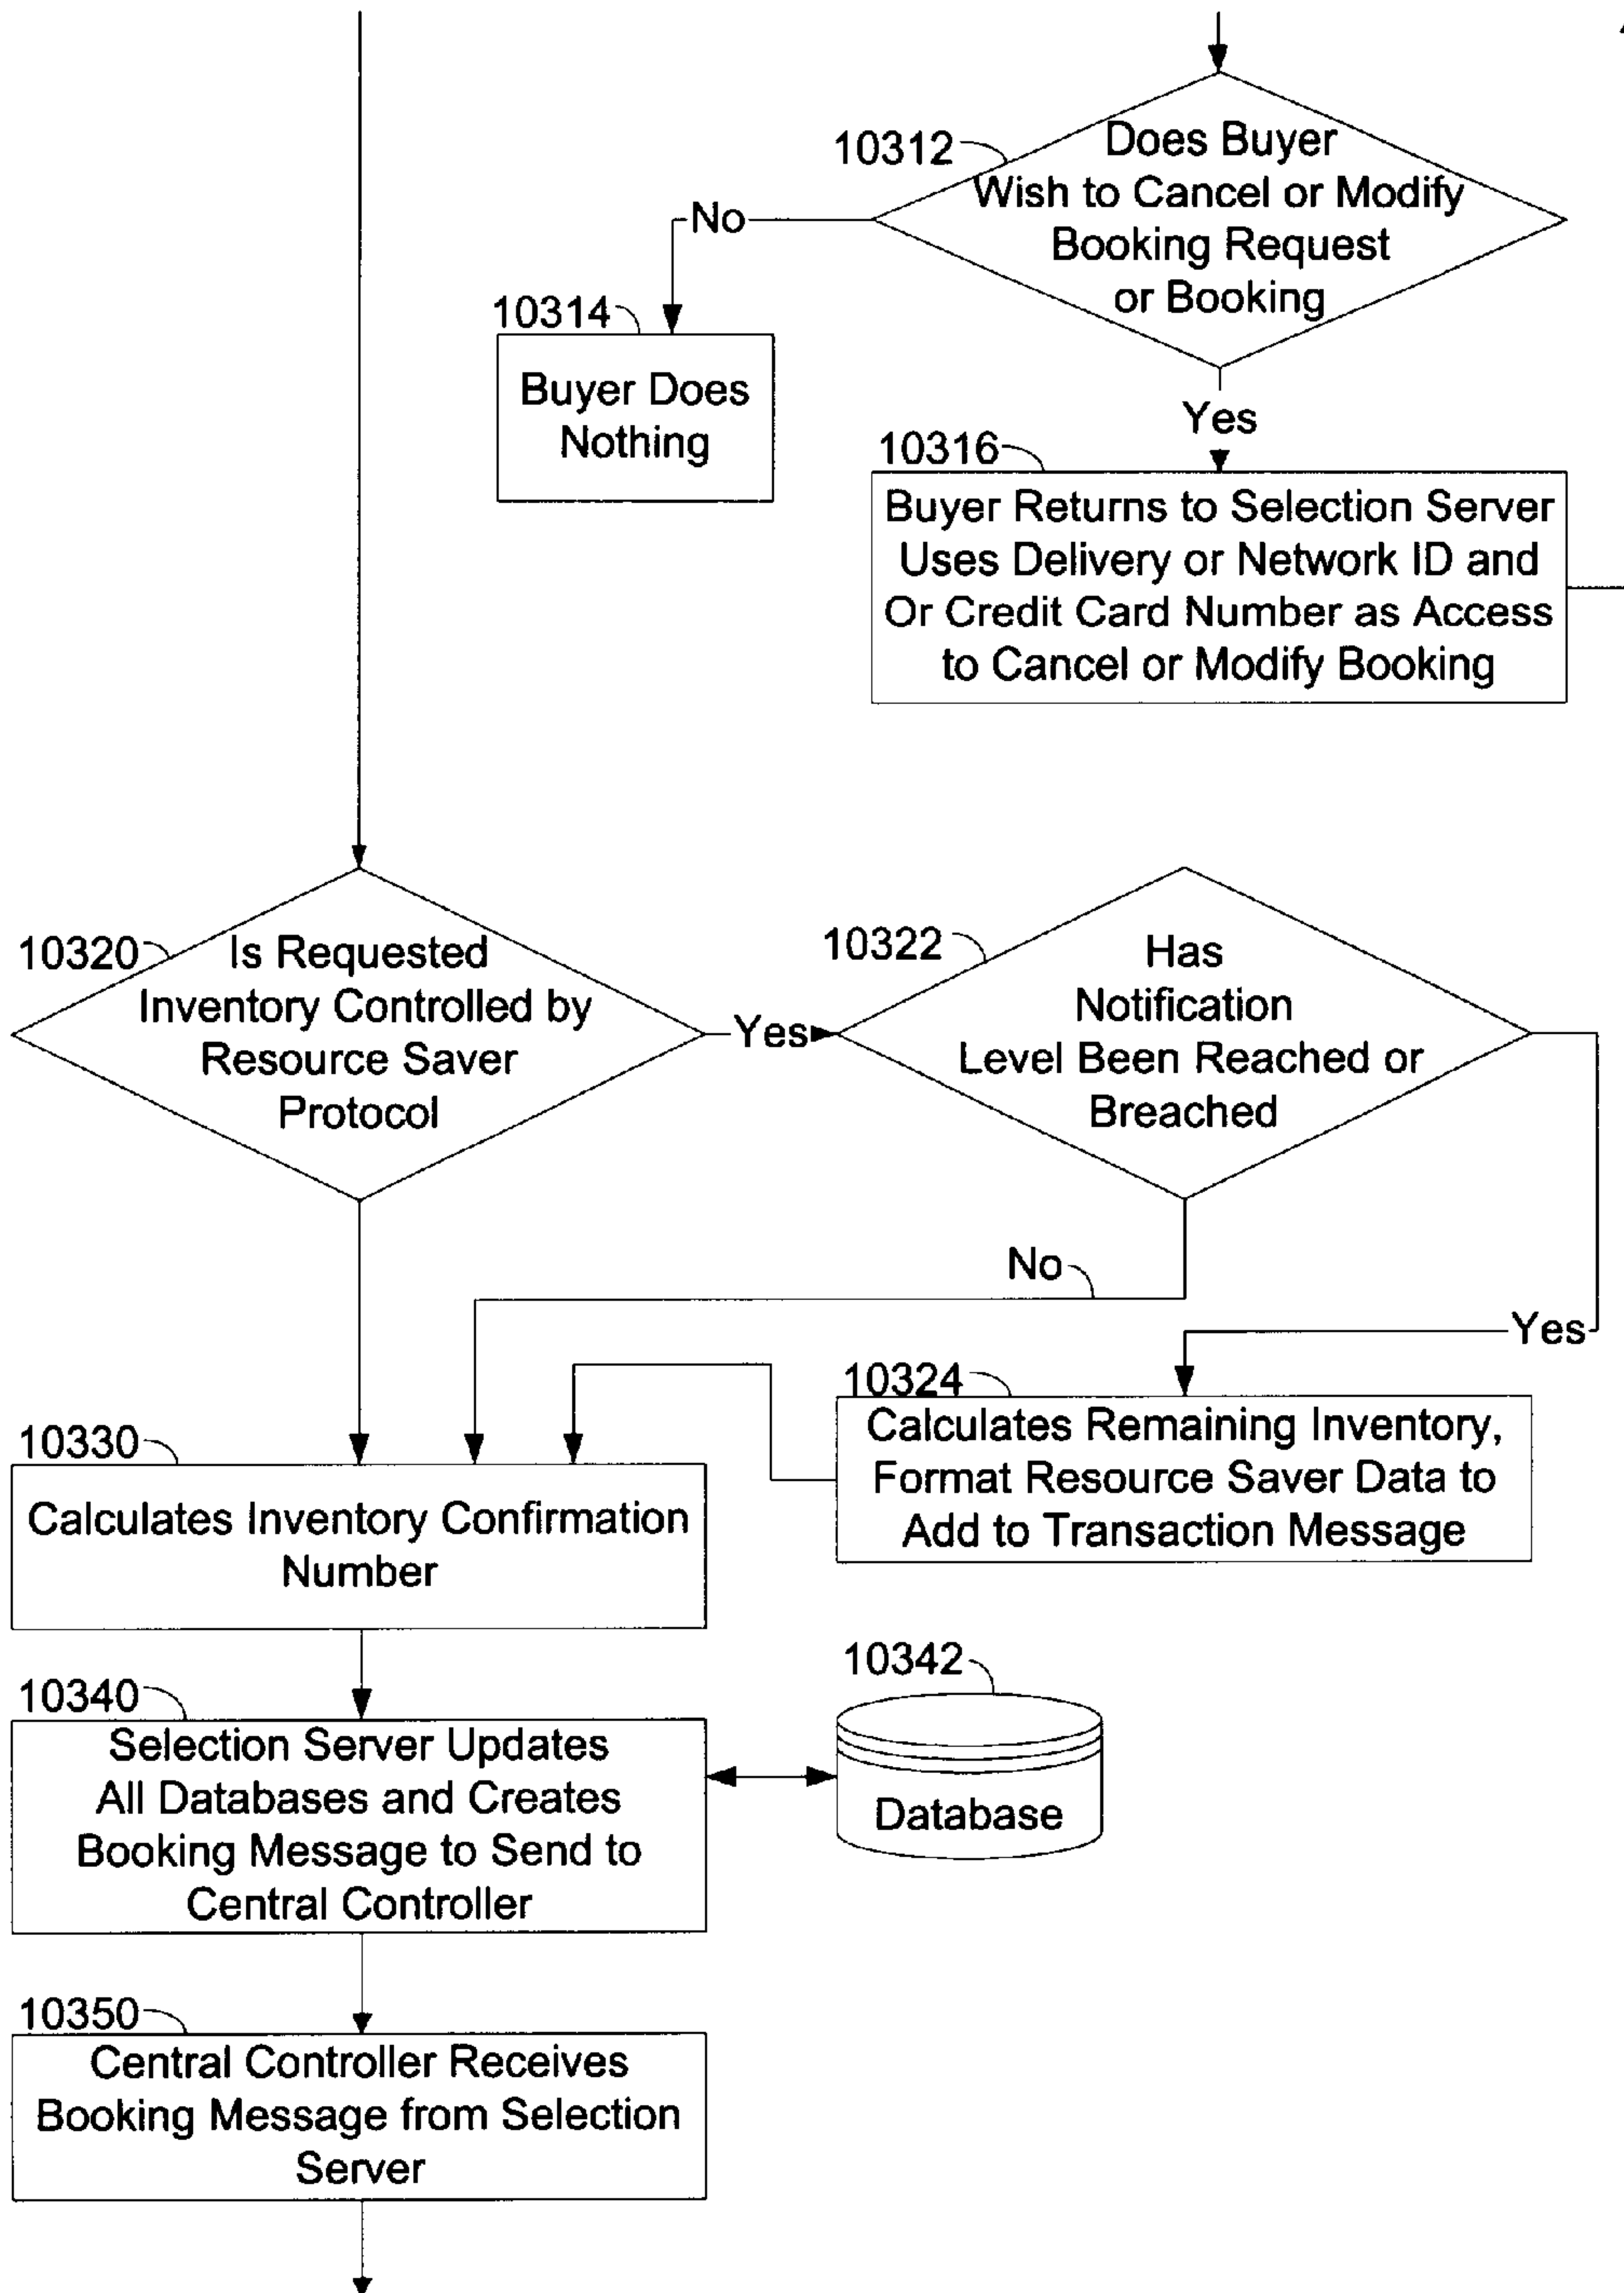 10312
Does Buyer
Wish to Cancel or Modify
Booking Request
or Booking
No
10314
Buyer Does
Nothing
Yes
10316
Buyer Returns to Selection Server
Uses Delivery or Network ID and
Or Credit Card Number as Access
to Cancel or Modify Booking
10320
Is Requested
Inventory Controlled by
Resource Saver
Protocol
Yes
10322
Has
Notification
Level Been Reached or
Breached
No
Yes
10324
Calculates Remaining Inventory,
Format Resource Saver Data to
Add to Transaction Message
10330
Calculates Inventory Confirmation
Number
10340
Selection Server Updates
All Databases and Creates
Booking Message to Send to
Central Controller
10342
Database
10350
Central Controller Receives
Booking Message from Selection
Server